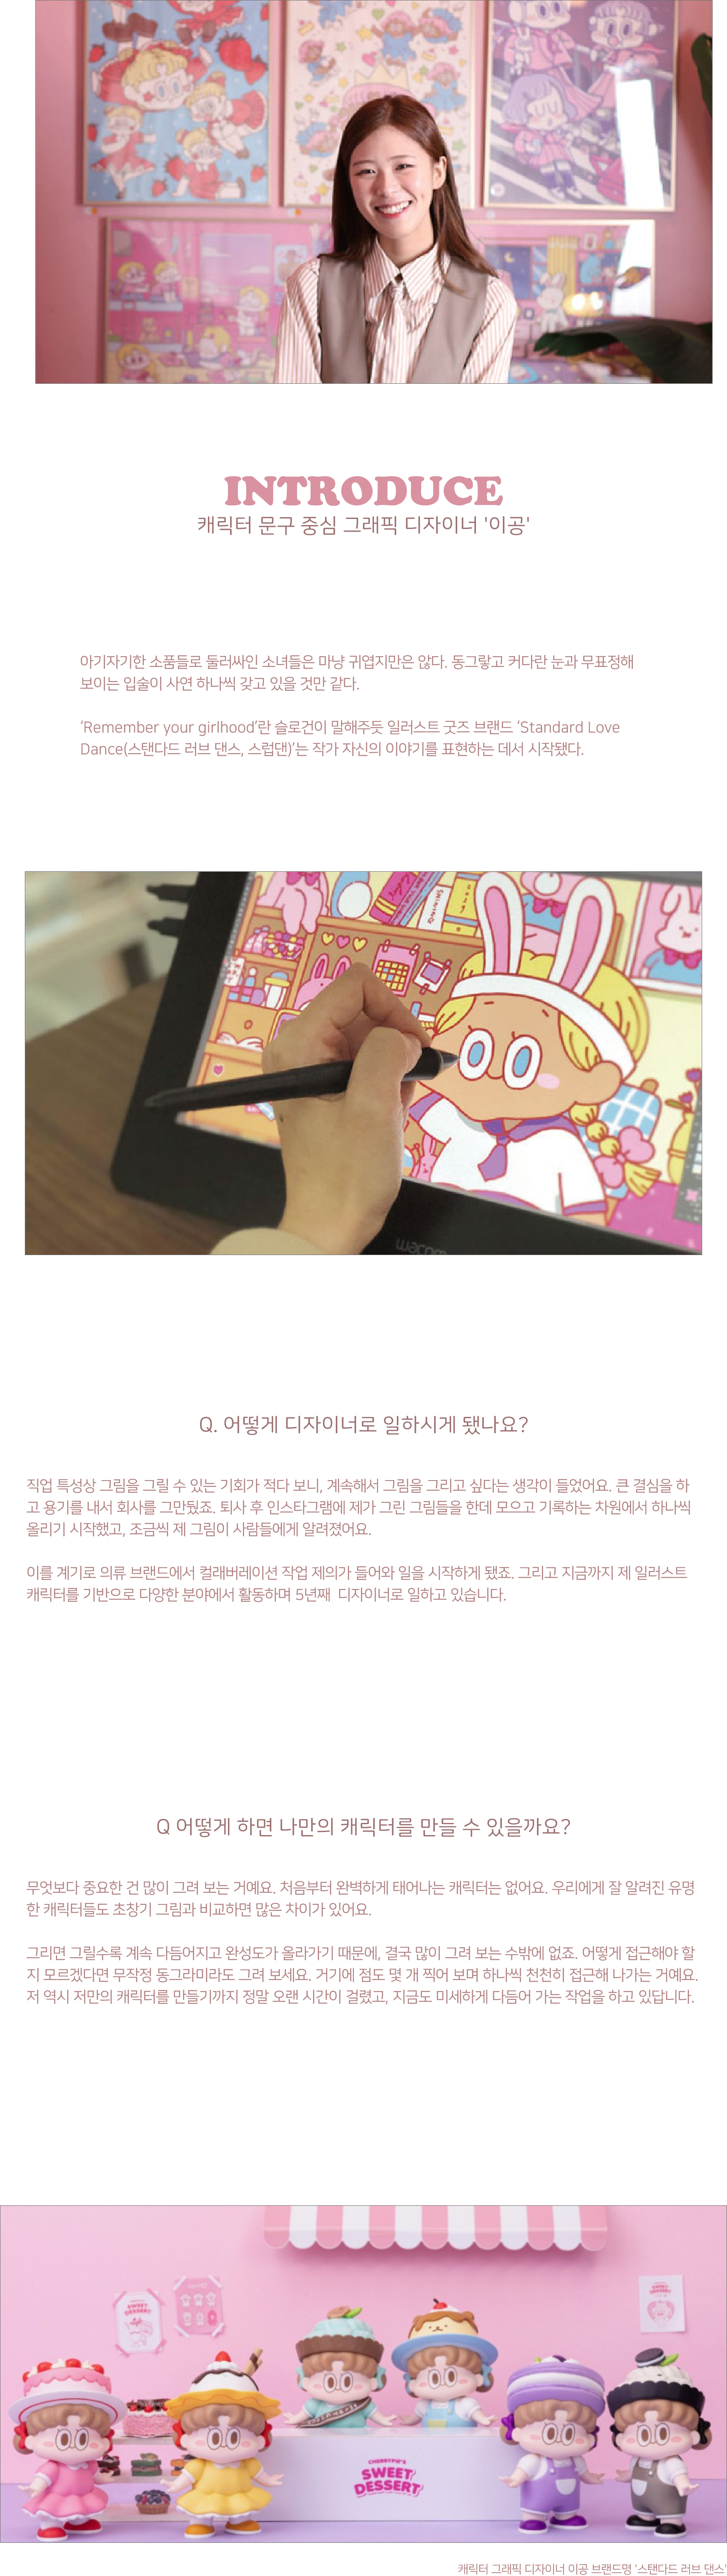 INTRODUCE
캐릭터 문구 중심 그래픽 디자이너 '이공'
아기자기한 소품들로 둘러싸인 소녀들은 마냥 귀엽지만은 않다. 동그랗고 커다란 눈과 무표정해
보이는 입술이 사연 하나씩 갖고 있을 것만 같다.
‘Remember your girlhood’란 슬로건이 말해주듯 일러스트 굿즈 브랜드 ‘Standard Love
Dance(스탠다드 러브 댄스, 스럽댄)’는 작가 자신의 이야기를 표현하는 데서 시작됐다.
wacom
Q. 어떻게 디자이너로 일하시게 됐나요?
직업 특성상 그림을 그릴 수 있는 기회가 적다 보니, 계속해서 그림을 그리고 싶다는 생각이 들었어요. 큰 결심을 하
고 용기를 내서 회사를 그만뒀죠. 퇴사 후 인스타그램에 제가 그린 그림들을 한데 모으고 기록하는 차원에서 하나씩
올리기 시작했고, 조금씩 제 그림이 사람들에게 알려졌어요.
이를 계기로 의류 브랜드에서 컬래버레이션 작업 제의가 들어와 일을 시작하게 됐죠. 그리고 지금까지 제 일러스트
캐릭터를 기반으로 다양한 분야에서 활동하며 5년째  디자이너로 일하고 있습니다.
Q 어떻게 하면 나만의 캐릭터를 만들 수 있을까요?
무엇보다 중요한 건 많이 그려 보는 거예요. 처음부터 완벽하게 태어나는 캐릭터는 없어요. 우리에게 잘 알려진 유명
한 캐릭터들도 초창기 그림과 비교하면 많은 차이가 있어요.
그리면 그릴수록 계속 다듬어지고 완성도가 올라가기 때문에, 결국 많이 그려 보는 수밖에 없죠. 어떻게 접근해야 할
지 모르겠다면 무작정 동그라미라도 그려 보세요. 거기에 점도 몇 개 찍어 보며 하나씩 천천히 접근해 나가는 거예요.
저 역시 저만의 캐릭터를 만들기까지 정말 오랜 시간이 걸렸고, 지금도 미세하게 다듬어 가는 작업을 하고 있답니다.
SWEET
DESSERT
SWEET
DESSERT
CHERRYPIE'S
SWEET
DESSERT
캐릭터 그래픽 디자이너 이공 브랜드명 '스탠다드 러브 댄스'